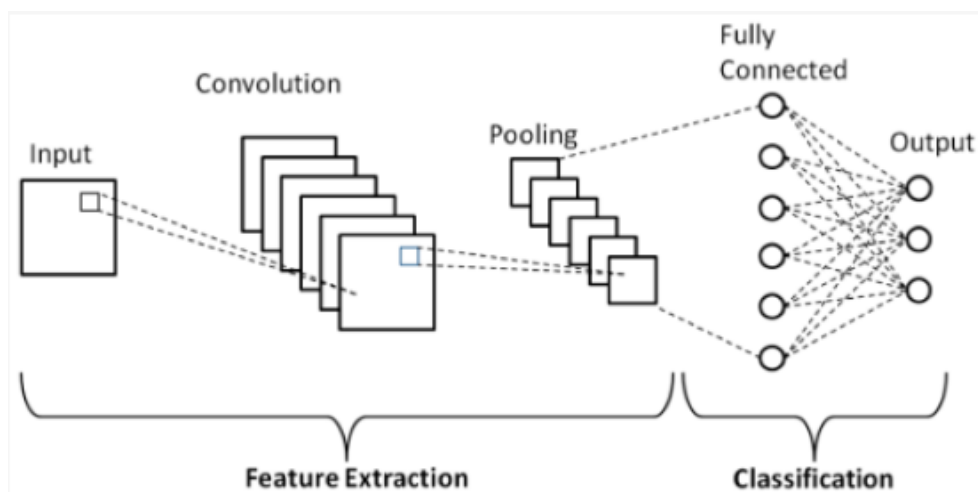 Fully
Connected
Convolution
Pooling
Output
Input
Feature Extraction
Classification